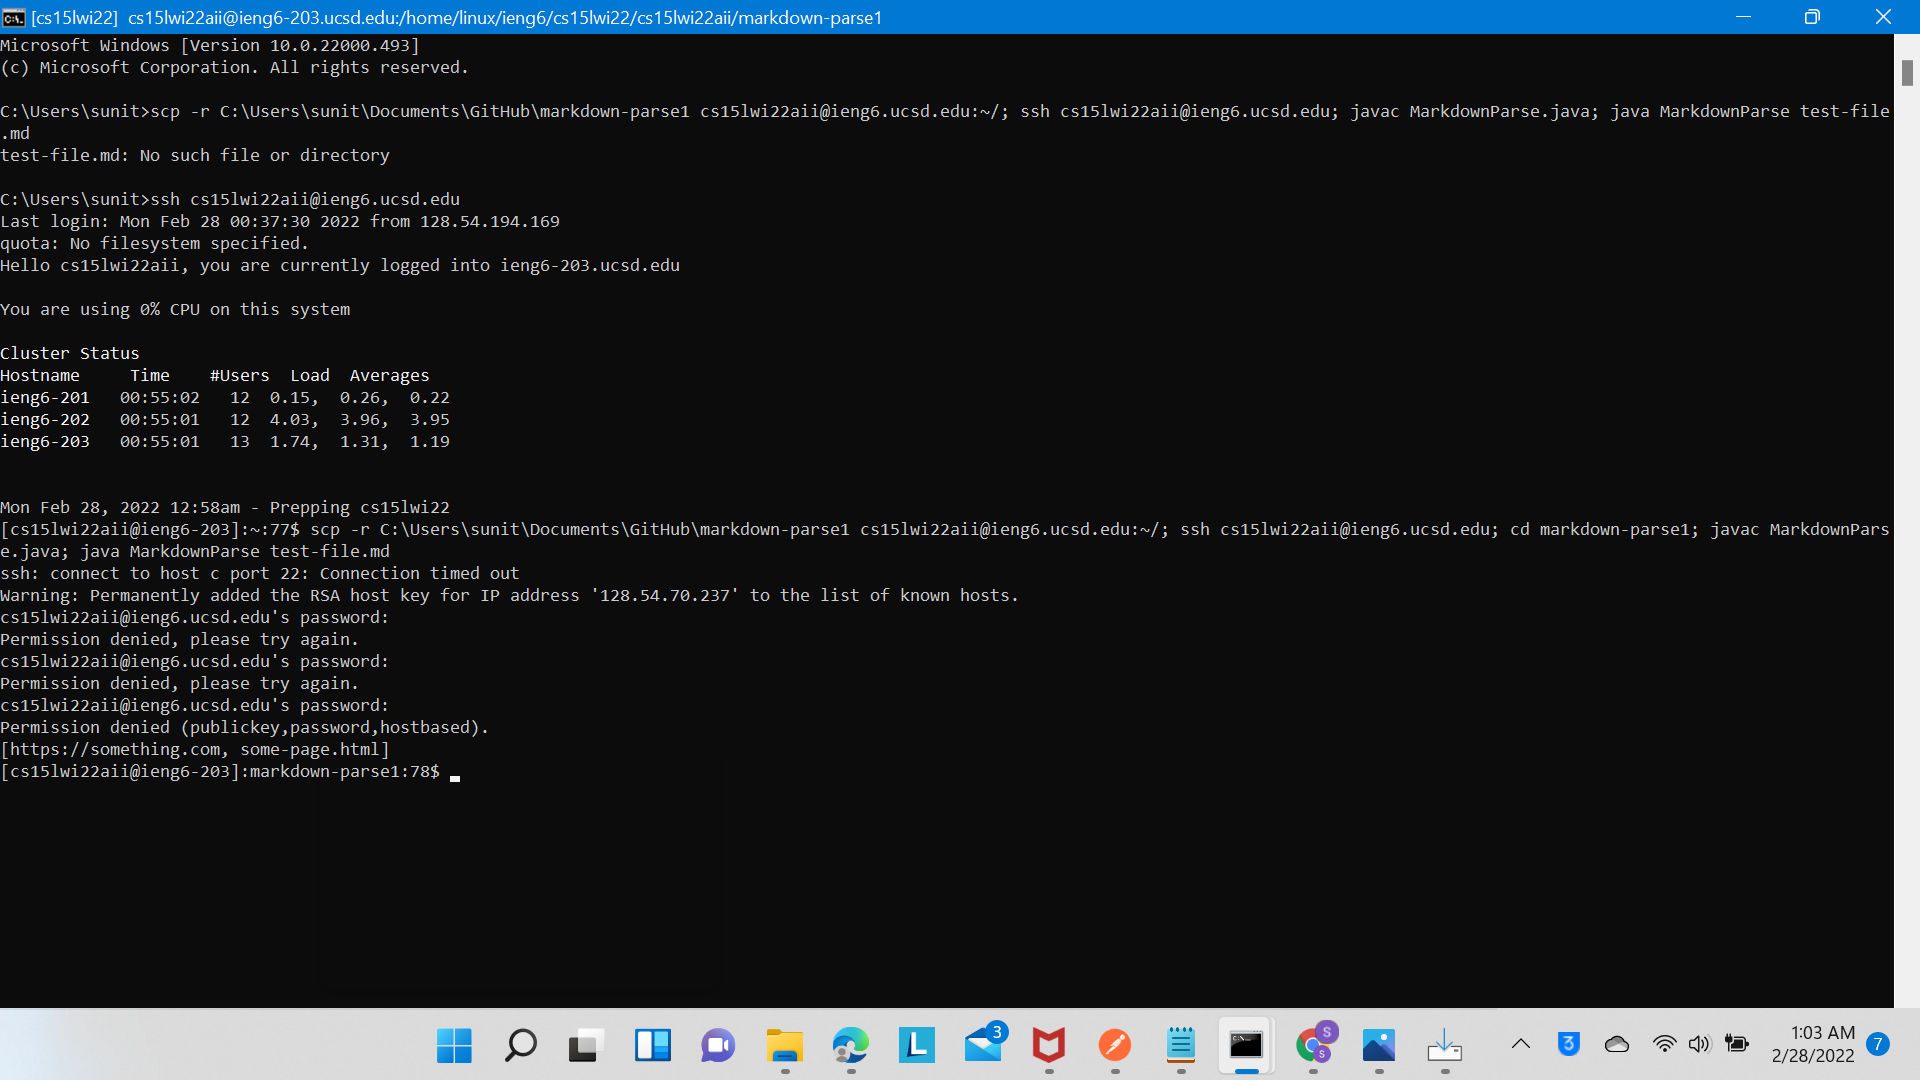 [cs15lwi22] cs15lwi22aii@ieng6-203.ucsd.edu:/home/linux/ieng6/cs15lwi22/cs15lwi22aii/markdown-parse1
Microsoft Windows [Version 10.0.22000.493]
(c) Microsoft Corporation. All rights reserved.
C:\Users\sunit>scp -r C:\Users\sunit\Documents\GitHub\markdown-parse1 cs15lwi22aii@ieng6.ucsd.edu:~/; ssh cs15lwi22aii@ieng6.ucsd.edu; javac MarkdownParse.java; java MarkdownParse test-file
.md
test-file.md: No such file or directory
C:\Users\sunit>ssh cs15lwi22aii@ieng6.ucsd.edu
Last login: Mon Feb 28 00:37:30 2022 from 128.54.194.169
quota: No filesystem specified.
Hello cs15lwi22aii, you are currently logged into ieng6-203.ucsd.edu
You are using 0% CPU on this system
Cluster Status
Hostname     Time    #Users  Load  Averages
ieng6-201   00:55:02   12  0.15,  0.26,  0.22
ieng6-202   00:55:01   12  4.03,  3.96,  3.95
ieng6-203   00:55:01   13  1.74,  1.31,  1.19
Mon Feb 28, 2022 12:58am - Prepping cs15lwi22
[cs15lwi22aii@ieng6-203]:~:77$ scp -r C:\Users\sunit\Documents\GitHub\markdown-parse1 cs15lwi22aii@ieng6.ucsd.edu:~/; ssh cs15lwi22aii@ieng6.ucsd.edu; cd markdown-parse1; javac MarkdownPars
e.java; java MarkdownParse test-file.md
ssh: connect to host c port 22: Connection timed out
Warning: Permanently added the RSA host key for IP address '128.54.70.237' to the list of known hosts.
cs15lwi22aii@ieng6.ucsd.edu's password:
Permission denied, please try again.
cs15lwi22aii@ieng6.ucsd.edu's password:
Permission denied, please try again.
cs15lwi22aii@ieng6.ucsd.edu's password:
Permission denied (publickey,password,hostbased).
[https://something.com, some-page.html]
[cs15lwi22aii@ieng6-203]:markdown-parse1:78$
L
3
S
S
3
1:03 AM
2/28/2022
7